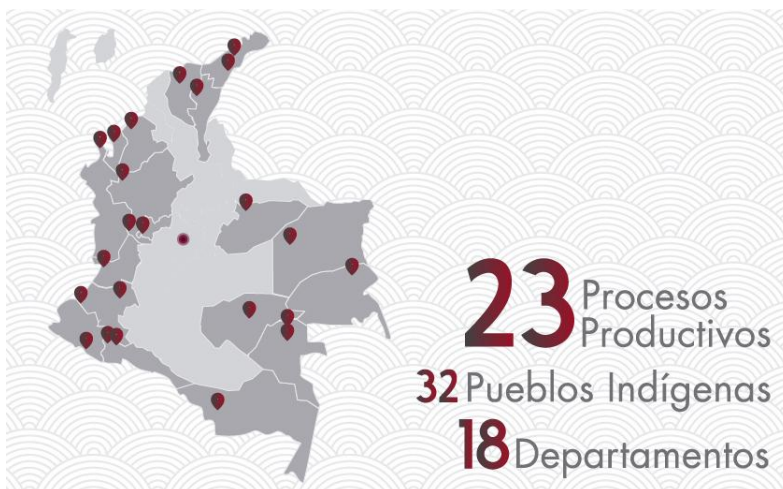 23 Procesos
Productivos
32 Pueblos Indígenas
18 Departamentos